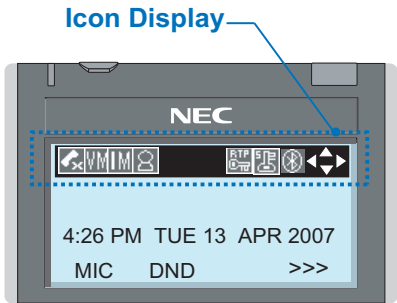 Icon Display
NEC
VM IM RTP S
4:26 PM TUE 13 APR 2007
MIC DND >>>